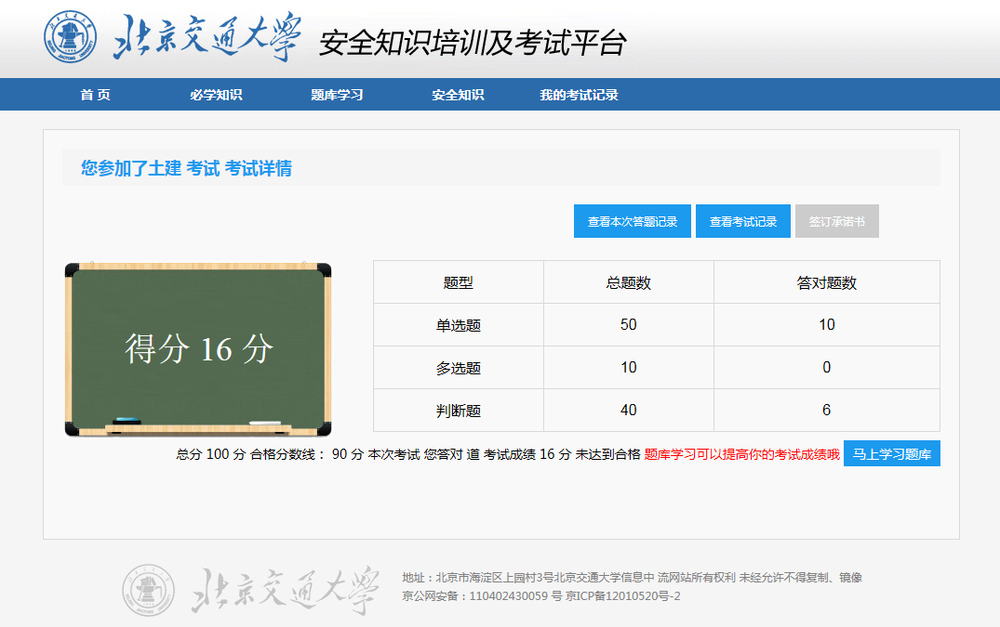 北京交通大学 安全知识培训及考试平台
首 页 必学知识 题库学习 安全知识 我的考试记录
您参加了土建 考试 考试详情
查看本次答题记录 查看考试记录 签订承诺书
得分 16 分
题型 总题数 答对题数
单选题 50 10
多选题 10 0
判断题 40 6
总分 100 分 合格分数线： 90 分 本次考试 您答对 道 考试成绩 16 分 未达到合格 题库学习可以提高你的考试成绩哦 马上学习题库
北京交通大学
地址：北京市海淀区上园村3号北京交通大学信息中 流网站所有权利 未经允许不得复制、镜像
京公网安备：110402430059 号 京ICP备12010520号-2